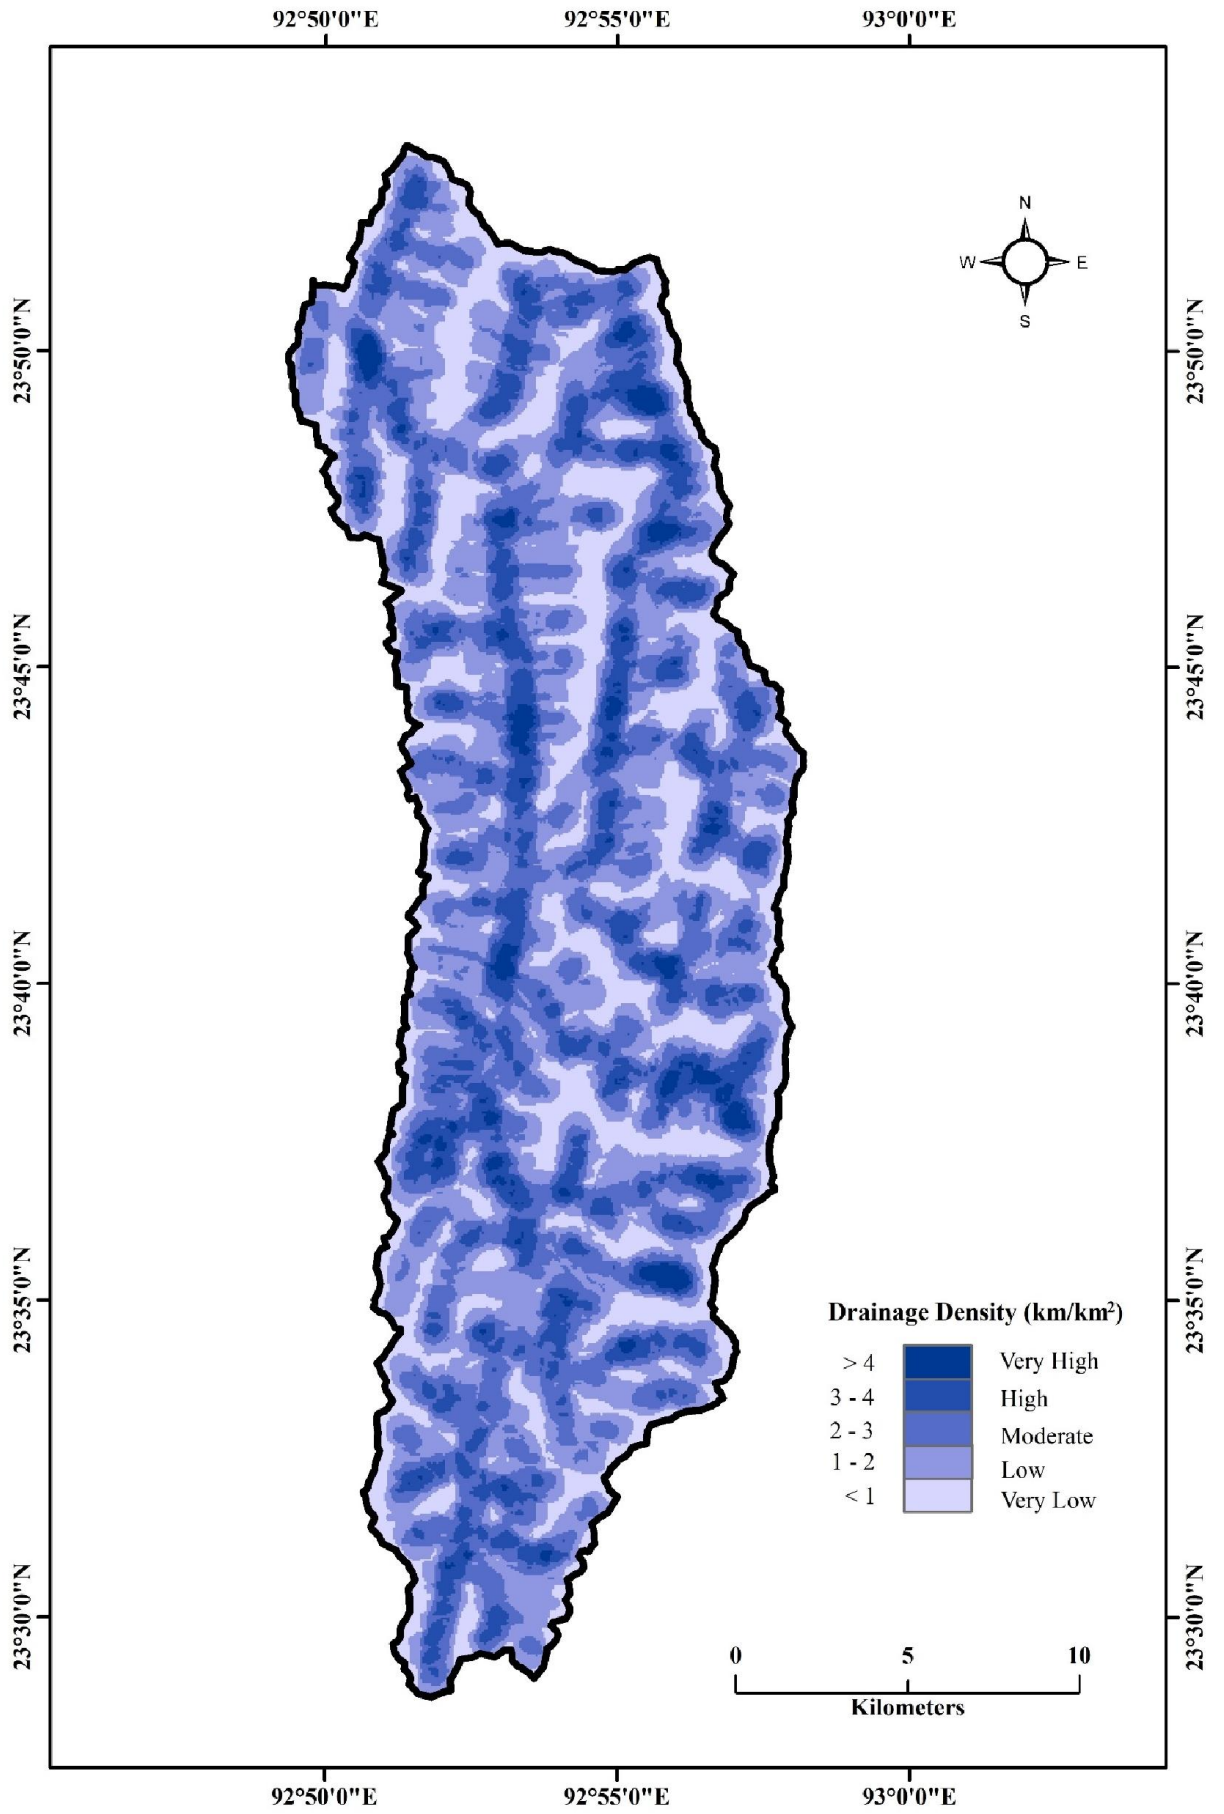 92°50'0"E 92°55'0"E 93°0'0"E
N
W E
S
23°50'0"N 23°50'0"N
23°45'0"N 23°45'0"N
23°40'0"N 23°40'0"N
23°35'0"N 23°35'0"N
Drainage Density (km/km²)
> 4 Very High
3 - 4 High
2 - 3 Moderate
1 - 2 Low
< 1 Very Low
23°30'0"N 23°30'0"N
0 5 10
Kilometers
92°50'0"E 92°55'0"E 93°0'0"E